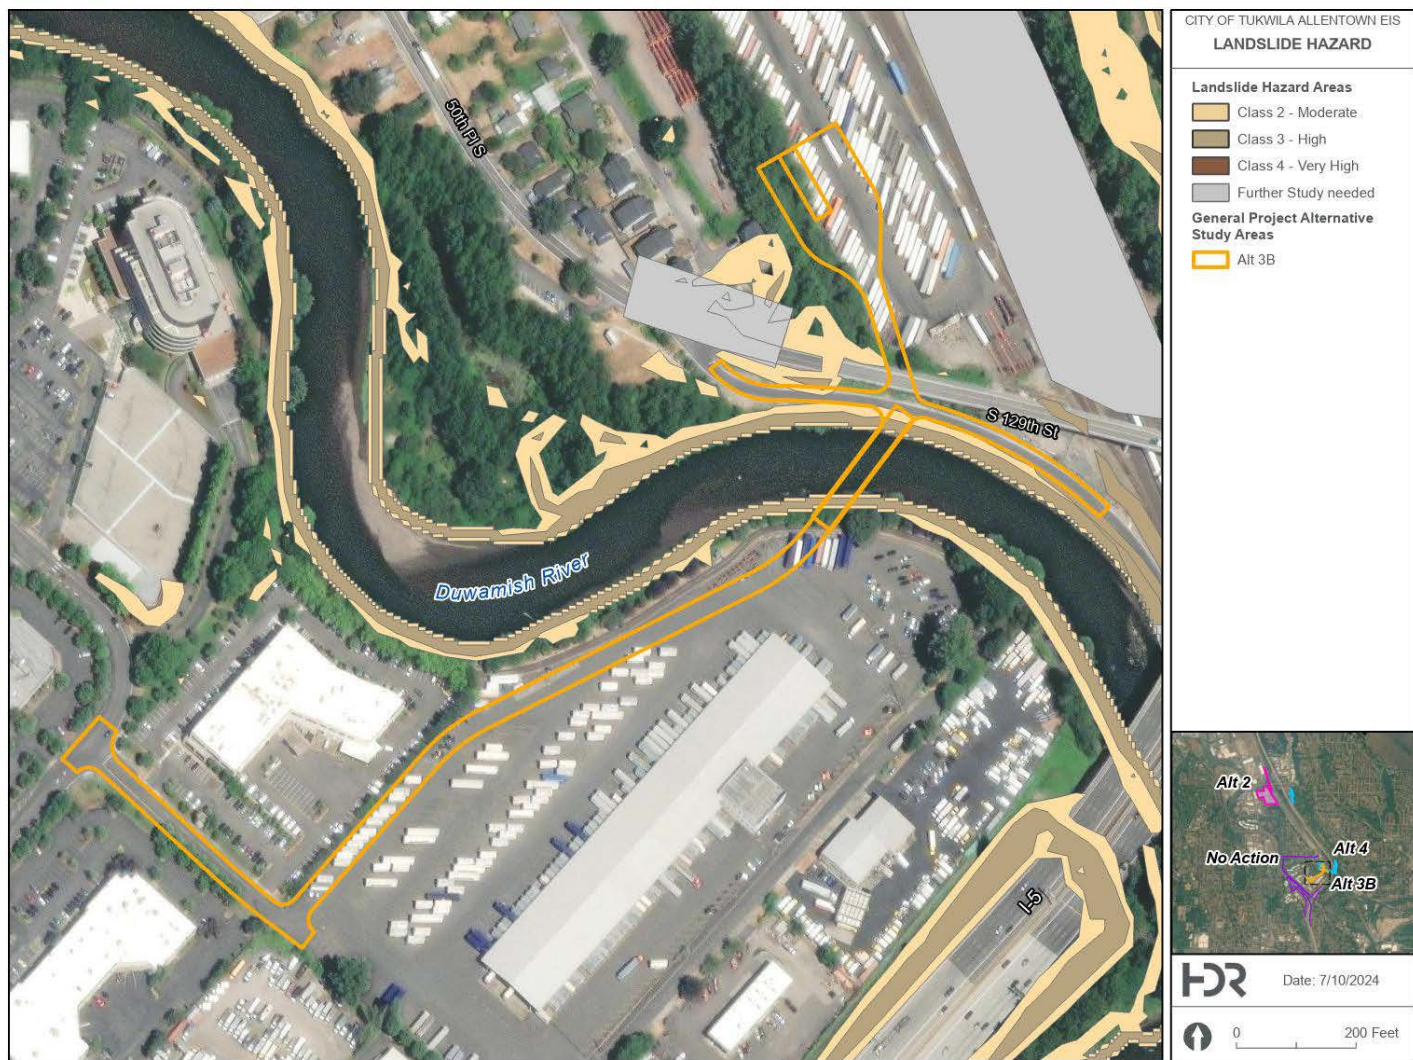 CITY OF TUKWILA ALLENTOWN EIS
LANDSLIDE HAZARD
Landslide Hazard Areas
Class 2 - Moderate
Class 3 - High
Class 4 - Very High
Further Study needed
General Project Alternative
Study Areas
Alt 3B
50th Pl S
S 129th St
Duwamish River
I-5
Alt 2
No Action
Alt 4
Alt 3B
HDR
Date: 7/10/2024
0
200 Feet